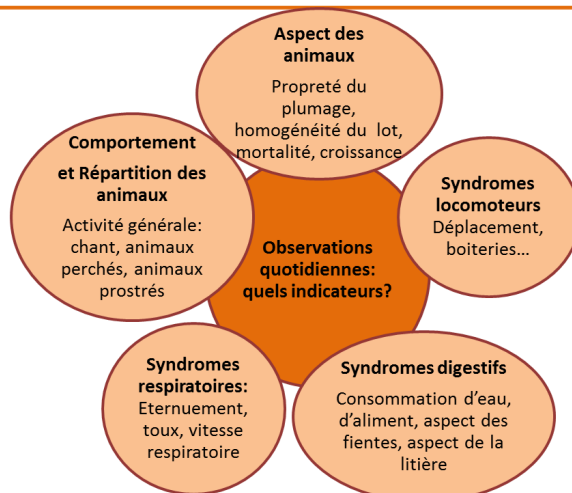 Aspect des
animaux
Propreté du
plumage,
homogénéité du lot,
mortalité, croissance
Comportement
et Répartition des
animaux
Activité générale:
chant, animaux
perchés, animaux
prostrés
Syndromes
locomoteurs
Déplacement,
boiteries…
Observations
quotidiennes:
quels indicateurs?
Syndromes
respiratoires:
Eternuement,
toux, vitesse
respiratoire
Syndromes digestifs
Consommation d’eau,
d’aliment, aspect des
fientes, aspect de la
litière